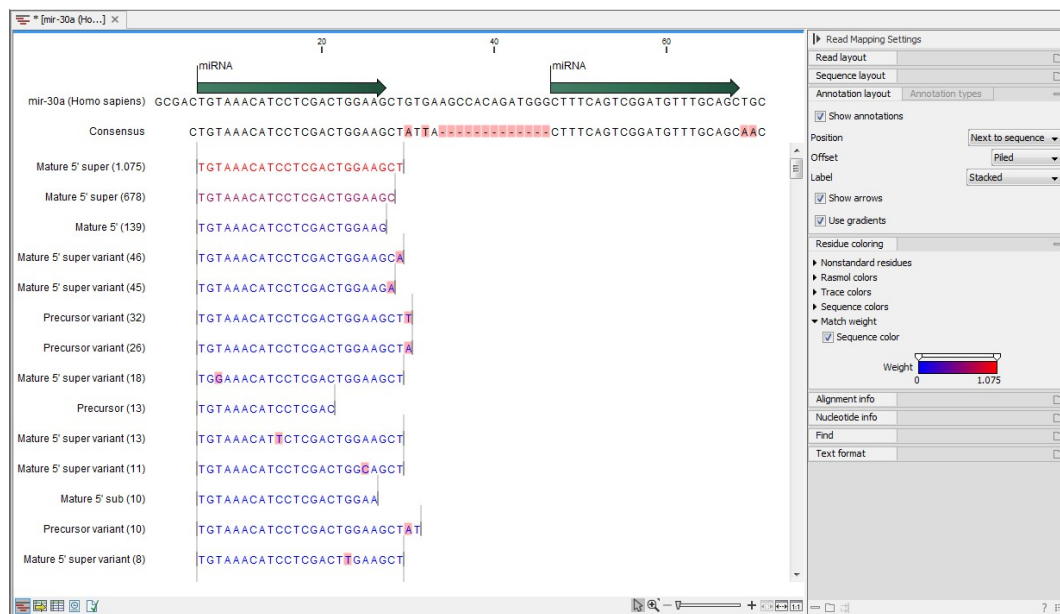 * [mir-30a (Ho...]
Read Mapping Settings
20
40
60
miRNA
miRNA
mir-30a (Homo sapiens)
GCGACTGTAAACATCCTCGACTGGAAGCTGTGAAGCCACAGATGGGCTTTCAGTCGGATGTTTGCAGCTGC
Consensus
CTGTAAACATCCTCGACTGGAAGCTATTA-------------CTTTCAGTCGGATGTTTGCAGCAAC
Mature 5' super (1.075)
TGTAAACATCCTCGACTGGAAGCT
Mature 5' super (678)
TGTAAACATCCTCGACTGGAAGC
Mature 5' (139)
TGTAAACATCCTCGACTGGAAG
Mature 5' super variant (46)
TGTAAACATCCTCGACTGGAAGCA
Mature 5' super variant (45)
TGTAAACATCCTCGACTGGAAGA
Precursor variant (32)
TGTAAACATCCTCGACTGGAAGCTT
Precursor variant (26)
TGTAAACATCCTCGACTGGAAGCTA
Mature 5' super variant (18)
TGGAAACATCCTCGACTGGAAGCT
Precursor (13)
TGTAAACATCCTCGAC
Mature 5' super variant (13)
TGTAAACATTCTCGACTGGAAGCT
Mature 5' super variant (11)
TGTAAACATCCTCGACTGGCAGCT
Mature 5' sub (10)
TGTAAACATCCTCGACTGGAA
Precursor variant (10)
TGTAAACATCCTCGACTGGAAGCTAT
Mature 5' super variant (8)
TGTAAACATCCTCGACTTGAAGCT
Read layout
Sequence layout
Annotation layout
Annotation types
Show annotations
Position
Next to sequence
Offset
Piled
Label
Stacked
Show arrows
Use gradients
Residue coloring
Nonstandard residues
Rasmol colors
Trace colors
Sequence colors
Match weight
Sequence color
Weight
0
1.075
Alignment info
Nucleotide info
Find
Text format
1:1
?